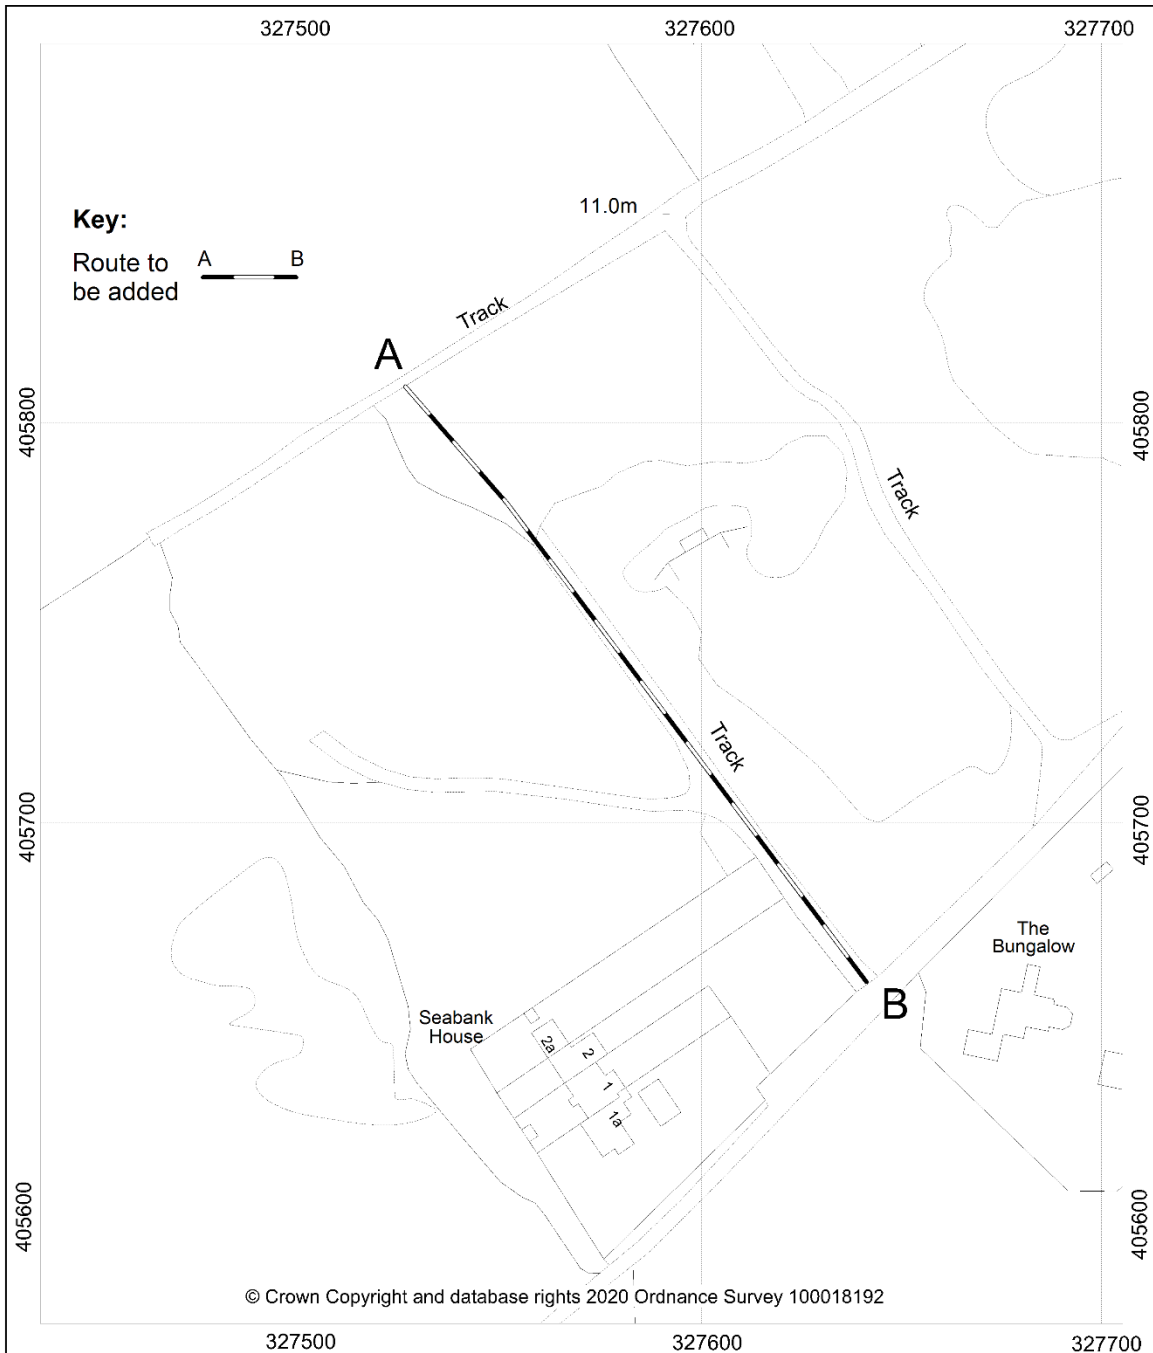 327500 327600 327700
11.0m
Key:
A B
Route to
be added
Track
A
405800 405800
Track
Track
405700 405700
The
Bungalow
B
Seabank
House
2a
2
1
1a
405600 405600
© Crown Copyright and database rights 2020 Ordnance Survey 100018192
327500 327600 327700